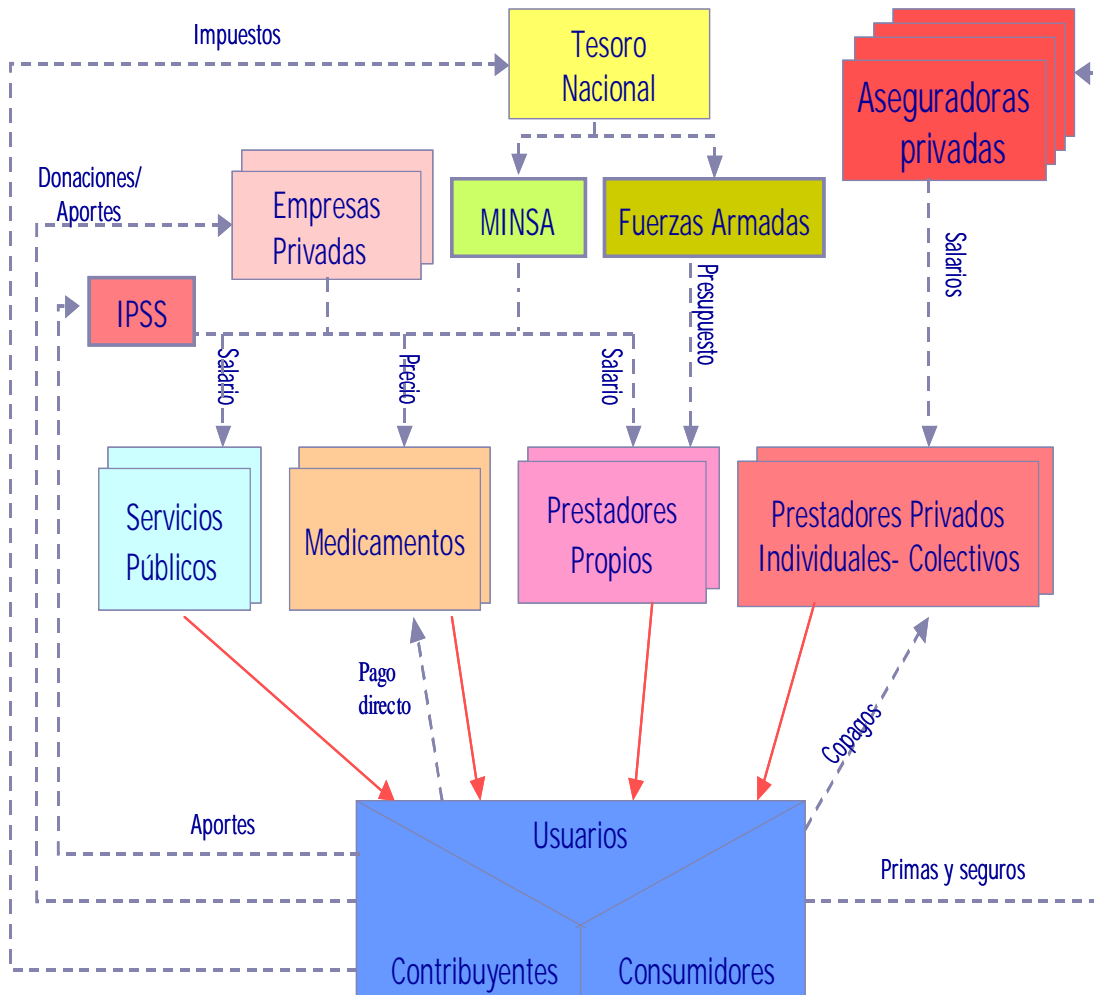 Impuestos
Tesoro
Nacional
Aseguradoras
privadas
Donaciones/
Aportes
Empresas
Privadas
MINSA
Fuerzas Armadas
IPSS
Salario
Precio
Salario
Presupuesto
Salarios
Servicios
Públicos
Medicamentos
Prestadores
Propios
Prestadores Privados
Individuales- Colectivos
Pago
directo
Copagos
Aportes
Usuarios
Primas y seguros
Contribuyentes
Consumidores